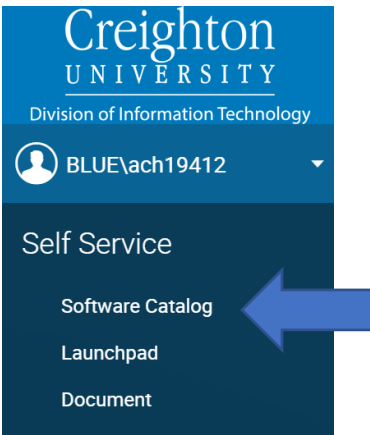 Creighton
UNIVERSITY
Division of Information Technology
BLUE\ach19412
Self Service
Software Catalog
Launchpad
Document